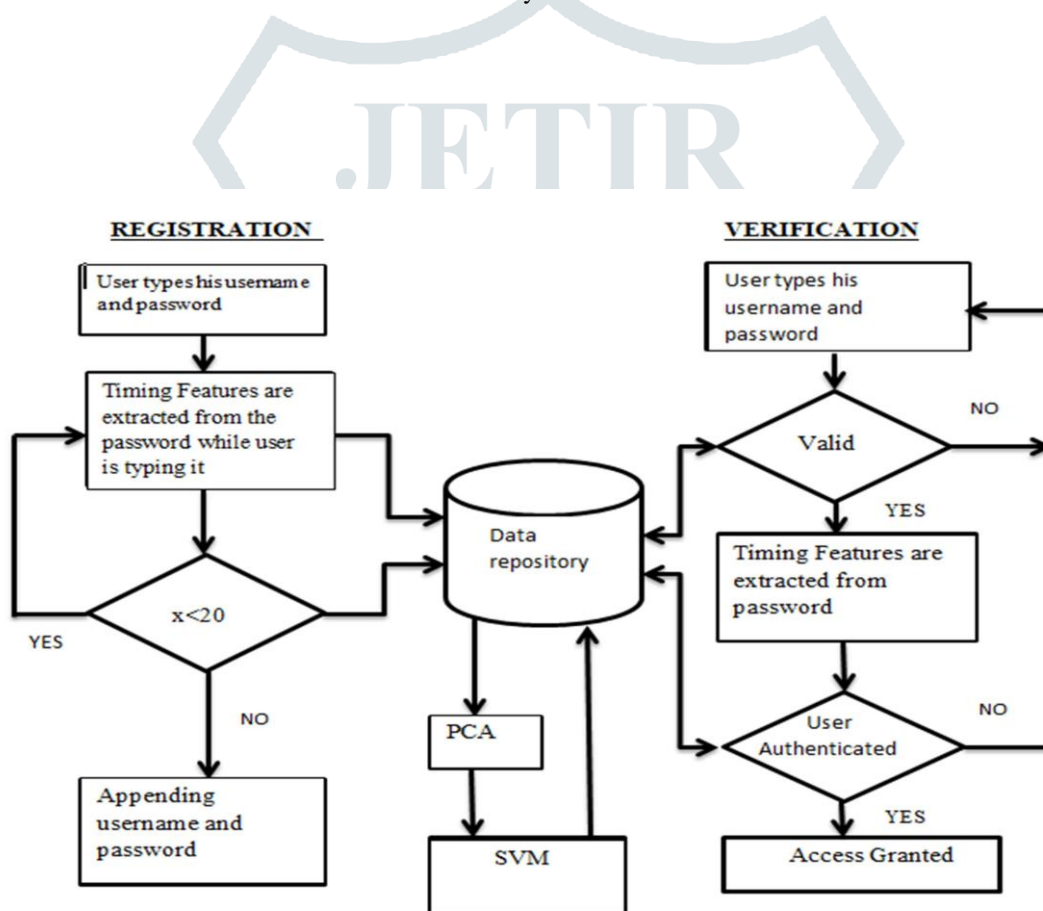 y
JETIR
REGISTRATION
User types his username
and password
Timing Features are
extracted from the
password while user
is typing it
x<20
YES
NO
Appending
username and
password
Data
repository
PCA
SVM
VERIFICATION
User types his
username and
password
Valid
NO
YES
Timing Features are
extracted from
password
User
Authenticated
NO
YES
Access Granted